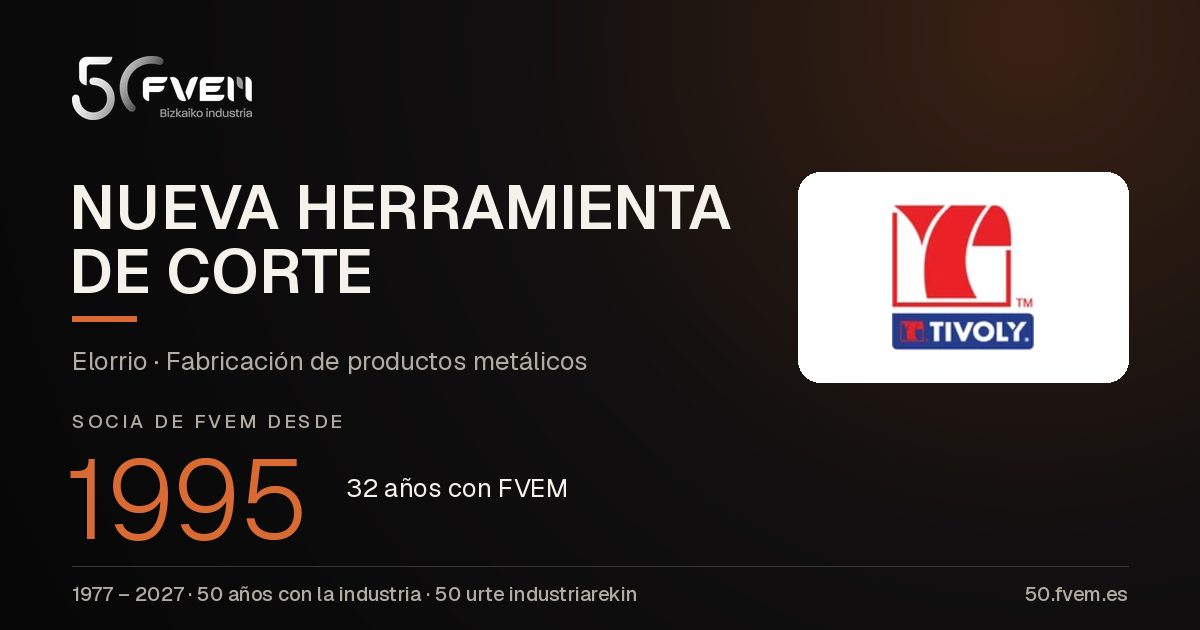 50 FVEM
Bizkaiko industria
NUEVA HERRAMIENTA
DE CORTE
TM
TIVOLY.
Elorrio · Fabricación de productos metálicos
SOCIA DE FVEM DESDE
1995
32 años con FVEM
1977 – 2027 · 50 años con la industria · 50 urte industriarekin
50.fvem.es